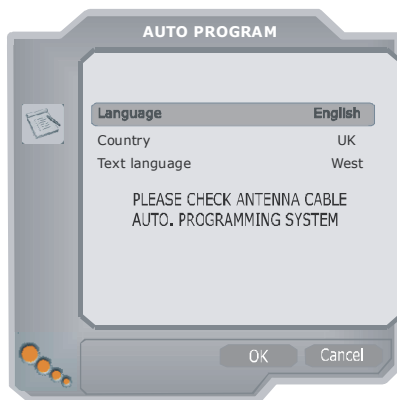 AUTO PROGRAM
Language English
Country UK
Text language West
PLEASE CHECK ANTENNA CABLE
AUTO. PROGRAMMING SYSTEM
OK Cancel